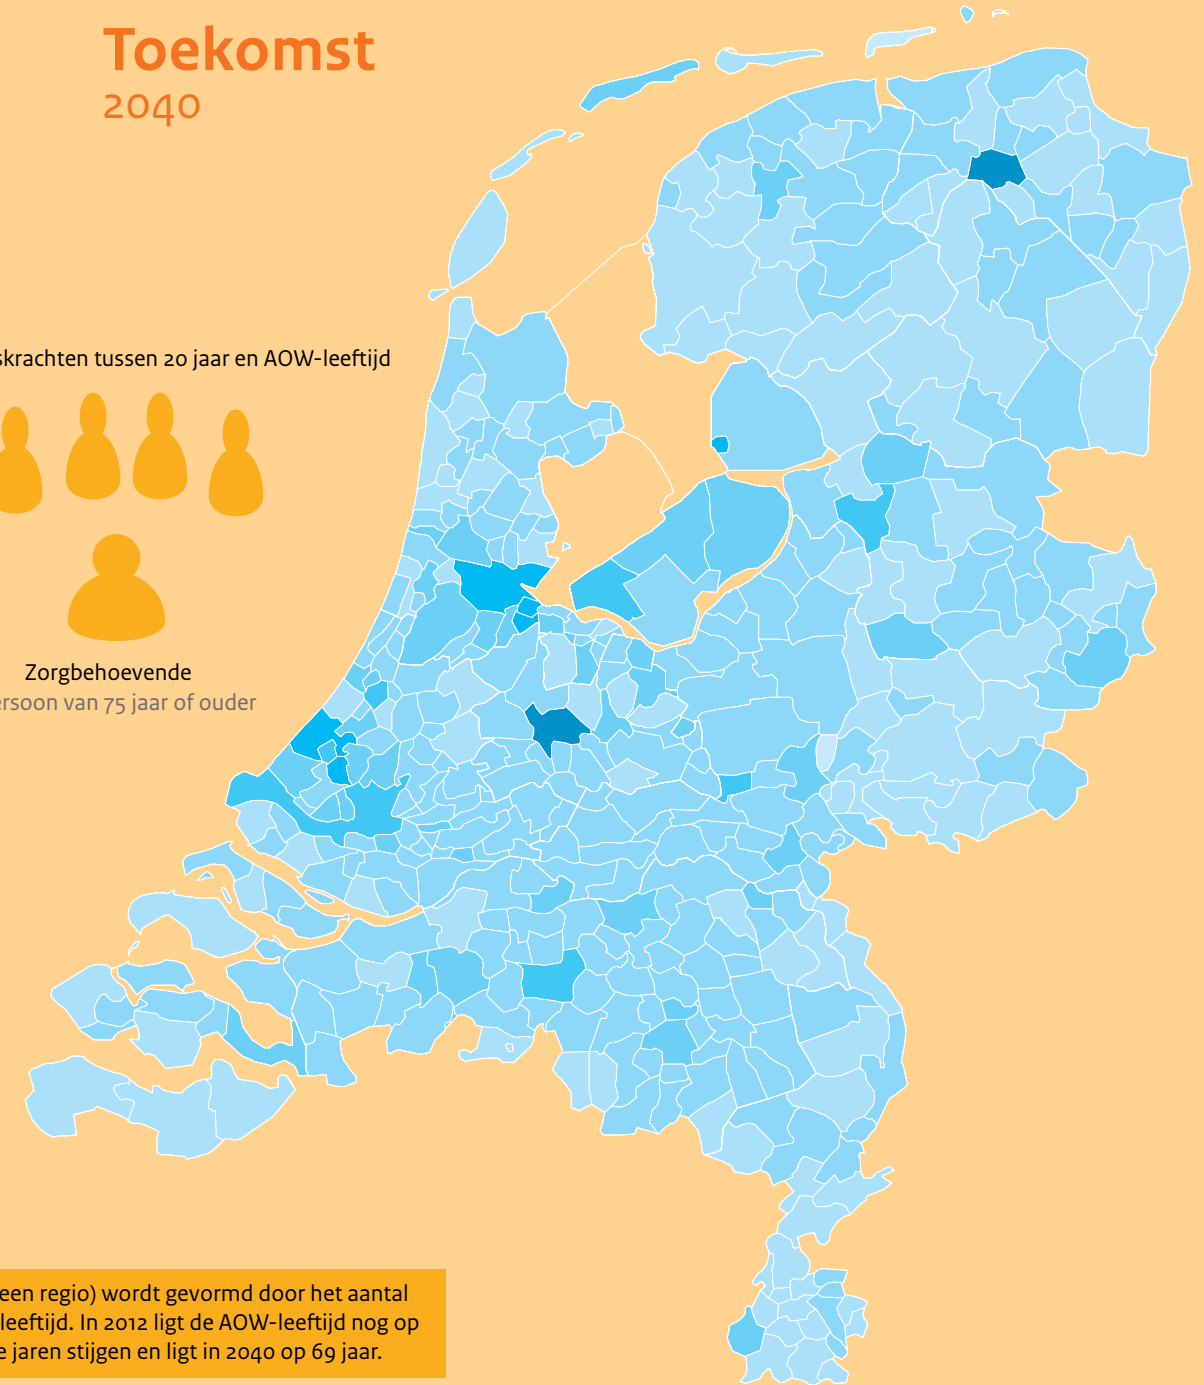 Toekomst
2040
skrachten tussen 20 jaar en AOW-leeftijd
Zorgbehoevende
ersoon van 75 jaar of ouder
een regio) wordt gevormd door het aantal
leeftijd. In 2012 ligt de AOW-leeftijd nog op
e jaren stijgen en ligt in 2040 op 69 jaar.